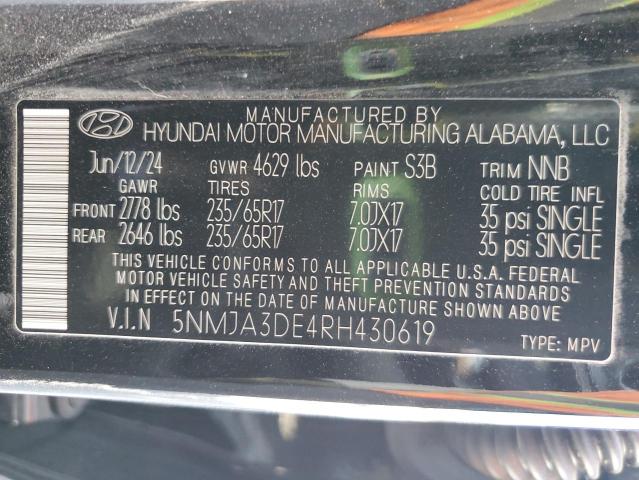 MANUFACTURED BY
HYUNDAI MOTOR MANUFACTURING ALABAMA, LLC
Jun/12/24 GVWR 4629 lbs PAINT S3B TRIM NNB
GAWR TIRES RIMS COLD TIRE INFL
FRONT 2778 lbs 235/65R17 7.0JX17 35 psi SINGLE
REAR 2646 lbs 235/65R17 7.0JX17 35 psi SINGLE
THIS VEHICLE CONFORMS TO ALL APPLICABLE U.S.A. FEDERAL
MOTOR VEHICLE SAFETY AND THEFT PREVENTION STANDARDS
IN EFFECT ON THE DATE OF MANUFACTURE SHOWN ABOVE.
V.I.N 5NMJA3DE4RH430619 TYPE: MPV